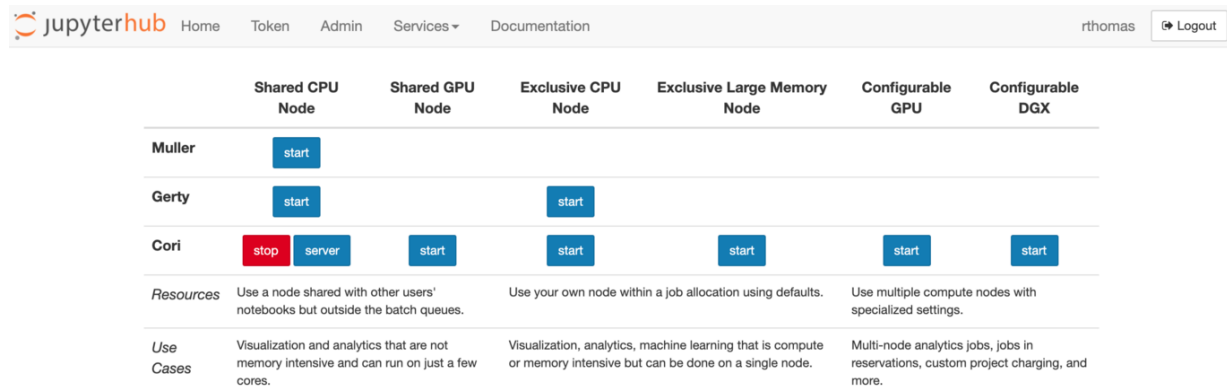 jupyterhub Home Token Admin Services Documentation rthomas Logout
Shared CPU Node Shared GPU Node Exclusive CPU Node Exclusive Large Memory Node Configurable GPU Configurable DGX
Muller start
Gerty start start
Cori stop server start start start start start
Resources
Use a node shared with other users'
notebooks but outside the batch queues.
Use your own node within a job allocation using defaults.
Use multiple compute nodes with
specialized settings.
Use
Cases
Visualization and analytics that are not
memory intensive and can run on just a few
cores.
Visualization, analytics, machine learning that is compute
or memory intensive but can be done on a single node.
Multi-node analytics jobs, jobs in
reservations, custom project charging, and
more.